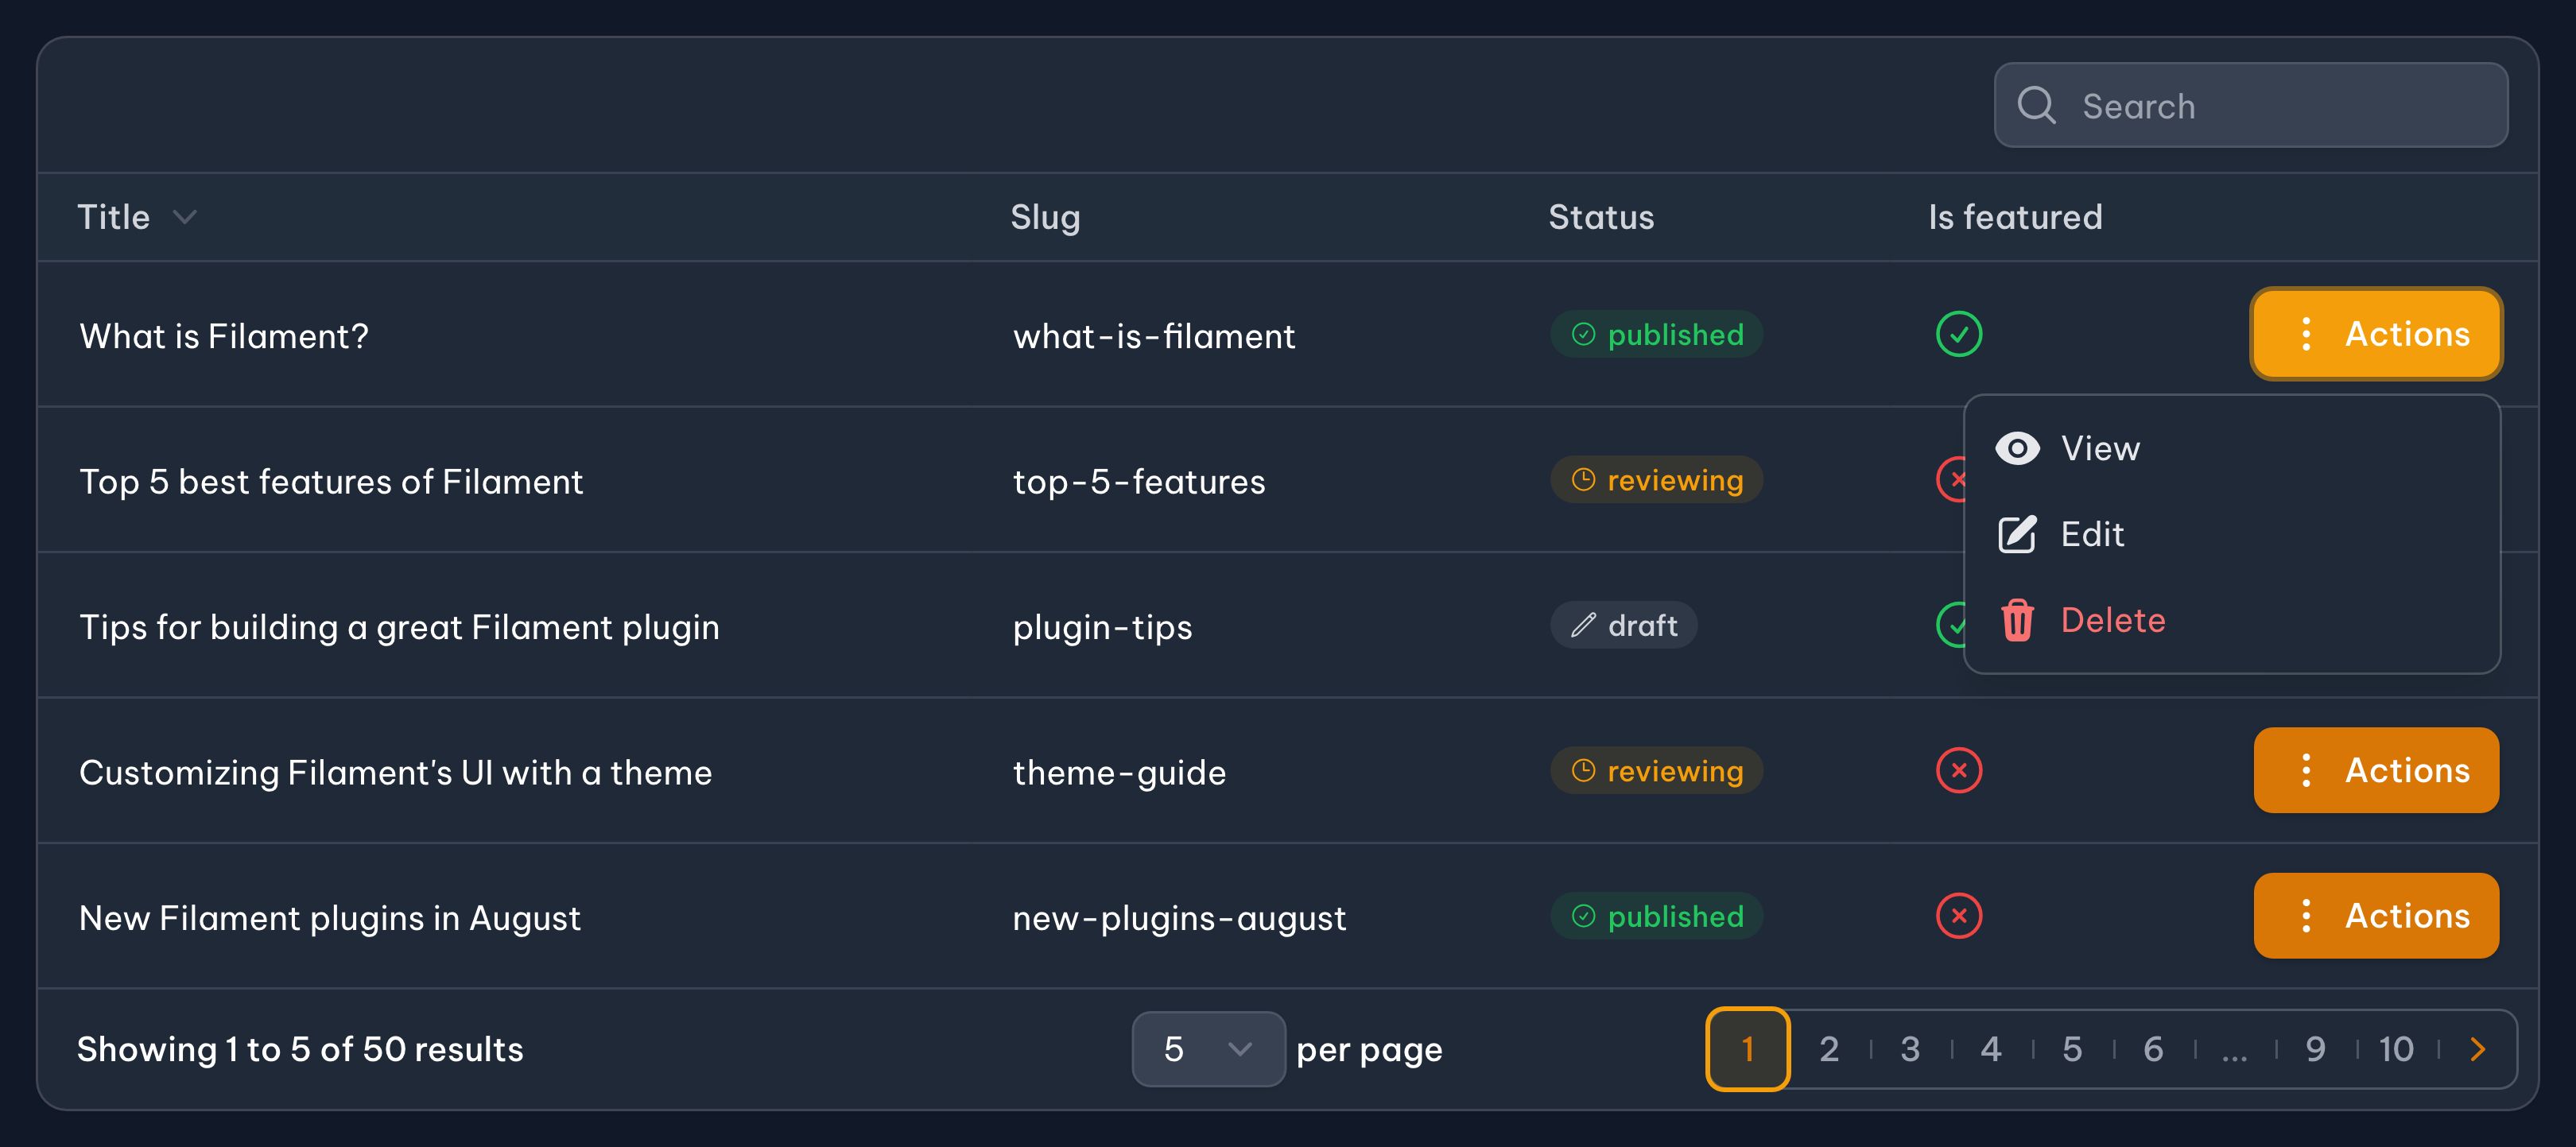 Search
Title Slug Status Is featured
What is Filament? what-is-filament published Actions
Top 5 best features of Filament top-5-features reviewing
View
Edit
Tips for building a great Filament plugin plugin-tips draft
Delete
Customizing Filament's UI with a theme theme-guide reviewing Actions
New Filament plugins in August new-plugins-august published Actions
Showing 1 to 5 of 50 results 5 per page 1 2 3 4 5 6 ... 9 10